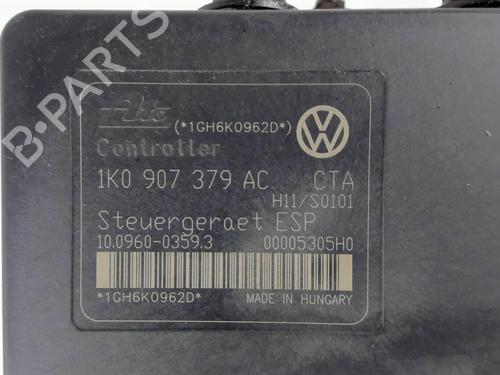 B-PARTS
Ate
(*1GH6K0962D*)
Controller
1K0 907 379 AC CTA
H11/S0101
Steuergeraet ESP
10.0960-0359.3 00005305H0
*1GH6K0962D* MADE IN HUNGARY